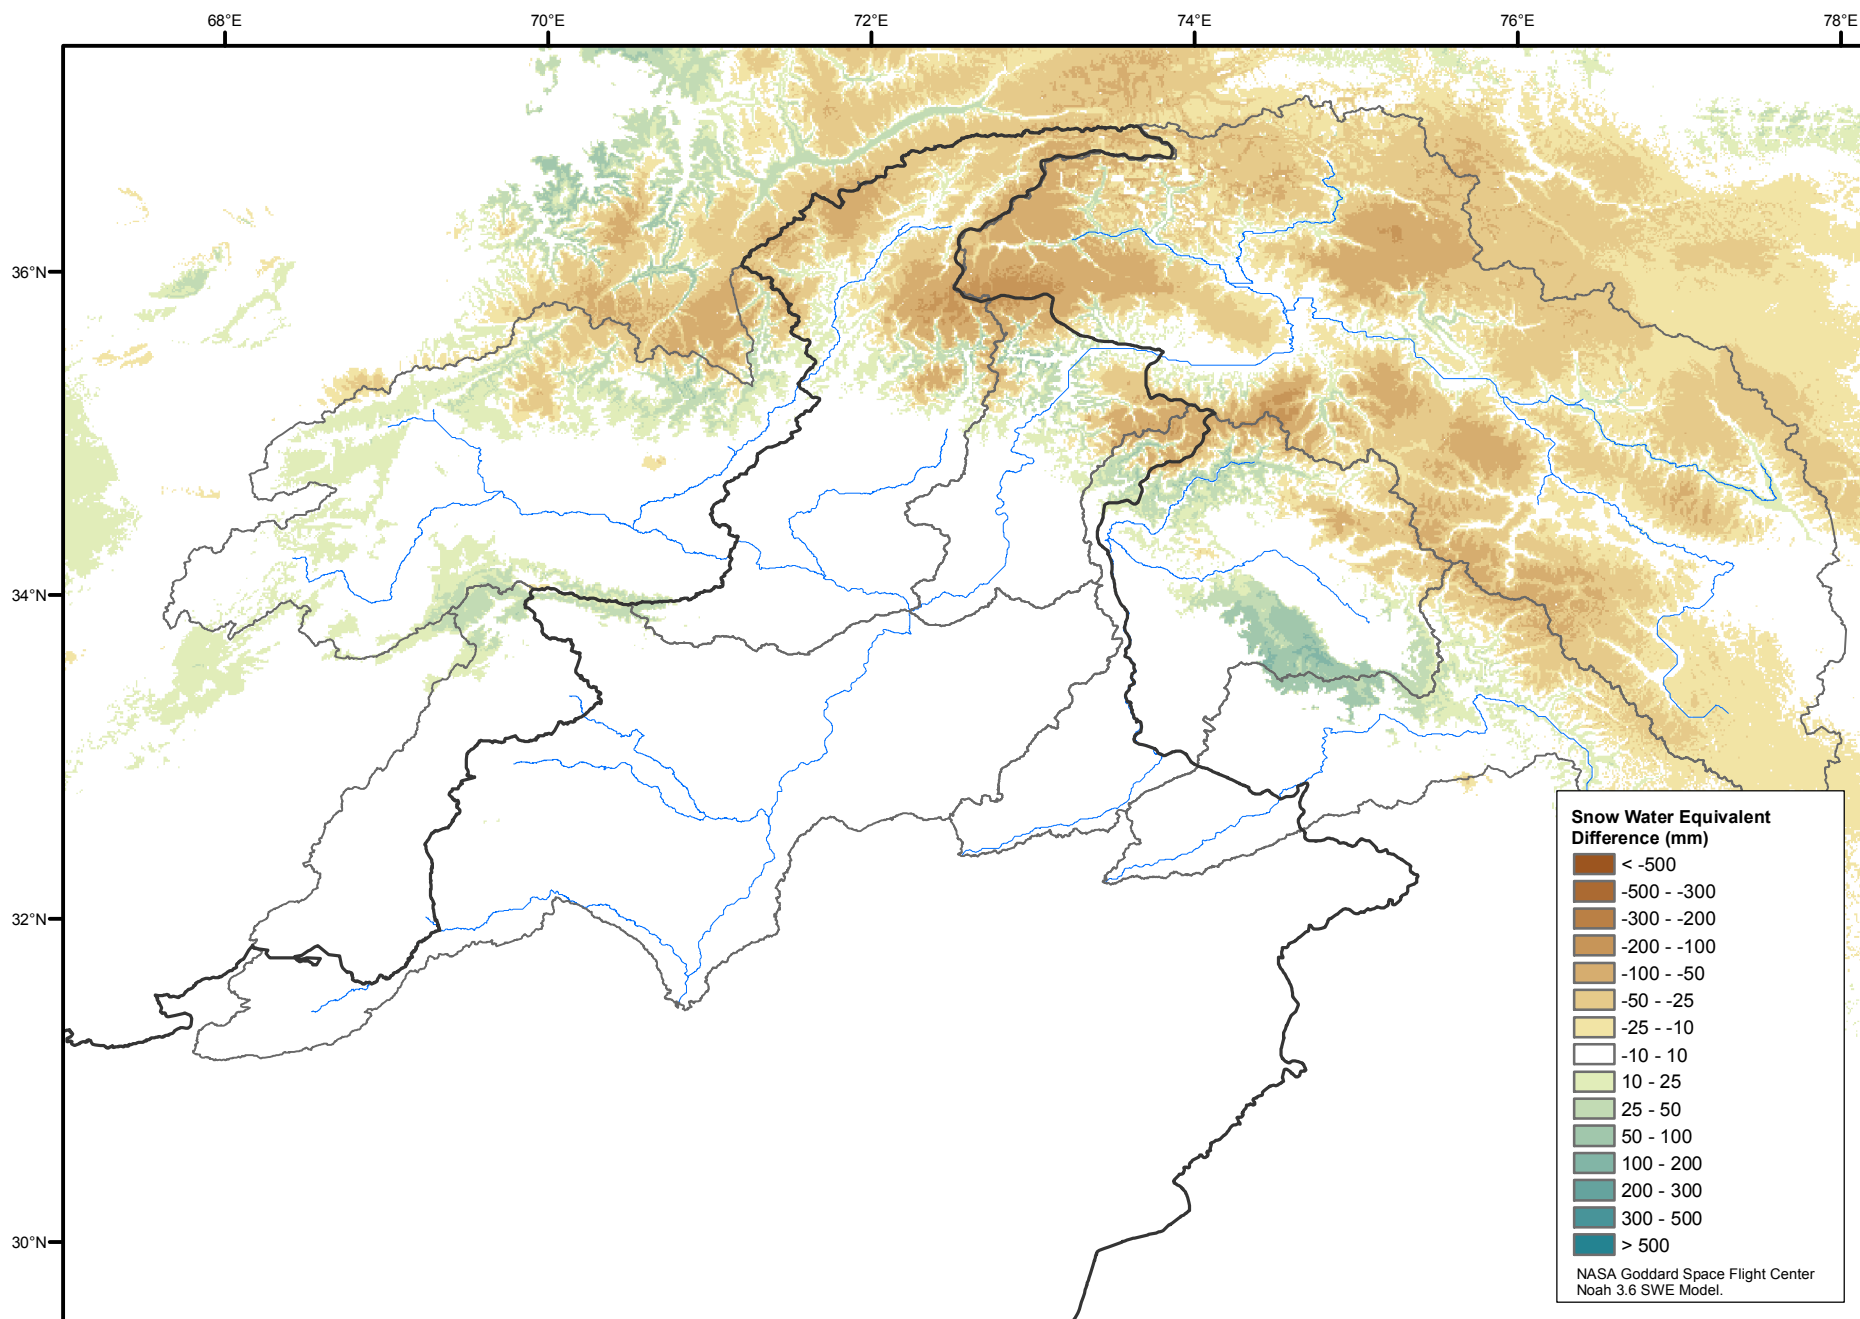 68°E 70°E 72°E 74°E 76°E 78°E
36°N
34°N
32°N
30°N
Snow Water Equivalent
Difference (mm)
< -500
-500 - -300
-300 - -200
-200 - -100
-100 - -50
-50 - -25
-25 - -10
-10 - 10
10 - 25
25 - 50
50 - 100
100 - 200
200 - 300
300 - 500
> 500
NASA Goddard Space Flight Center
Noah 3.6 SWE Model.